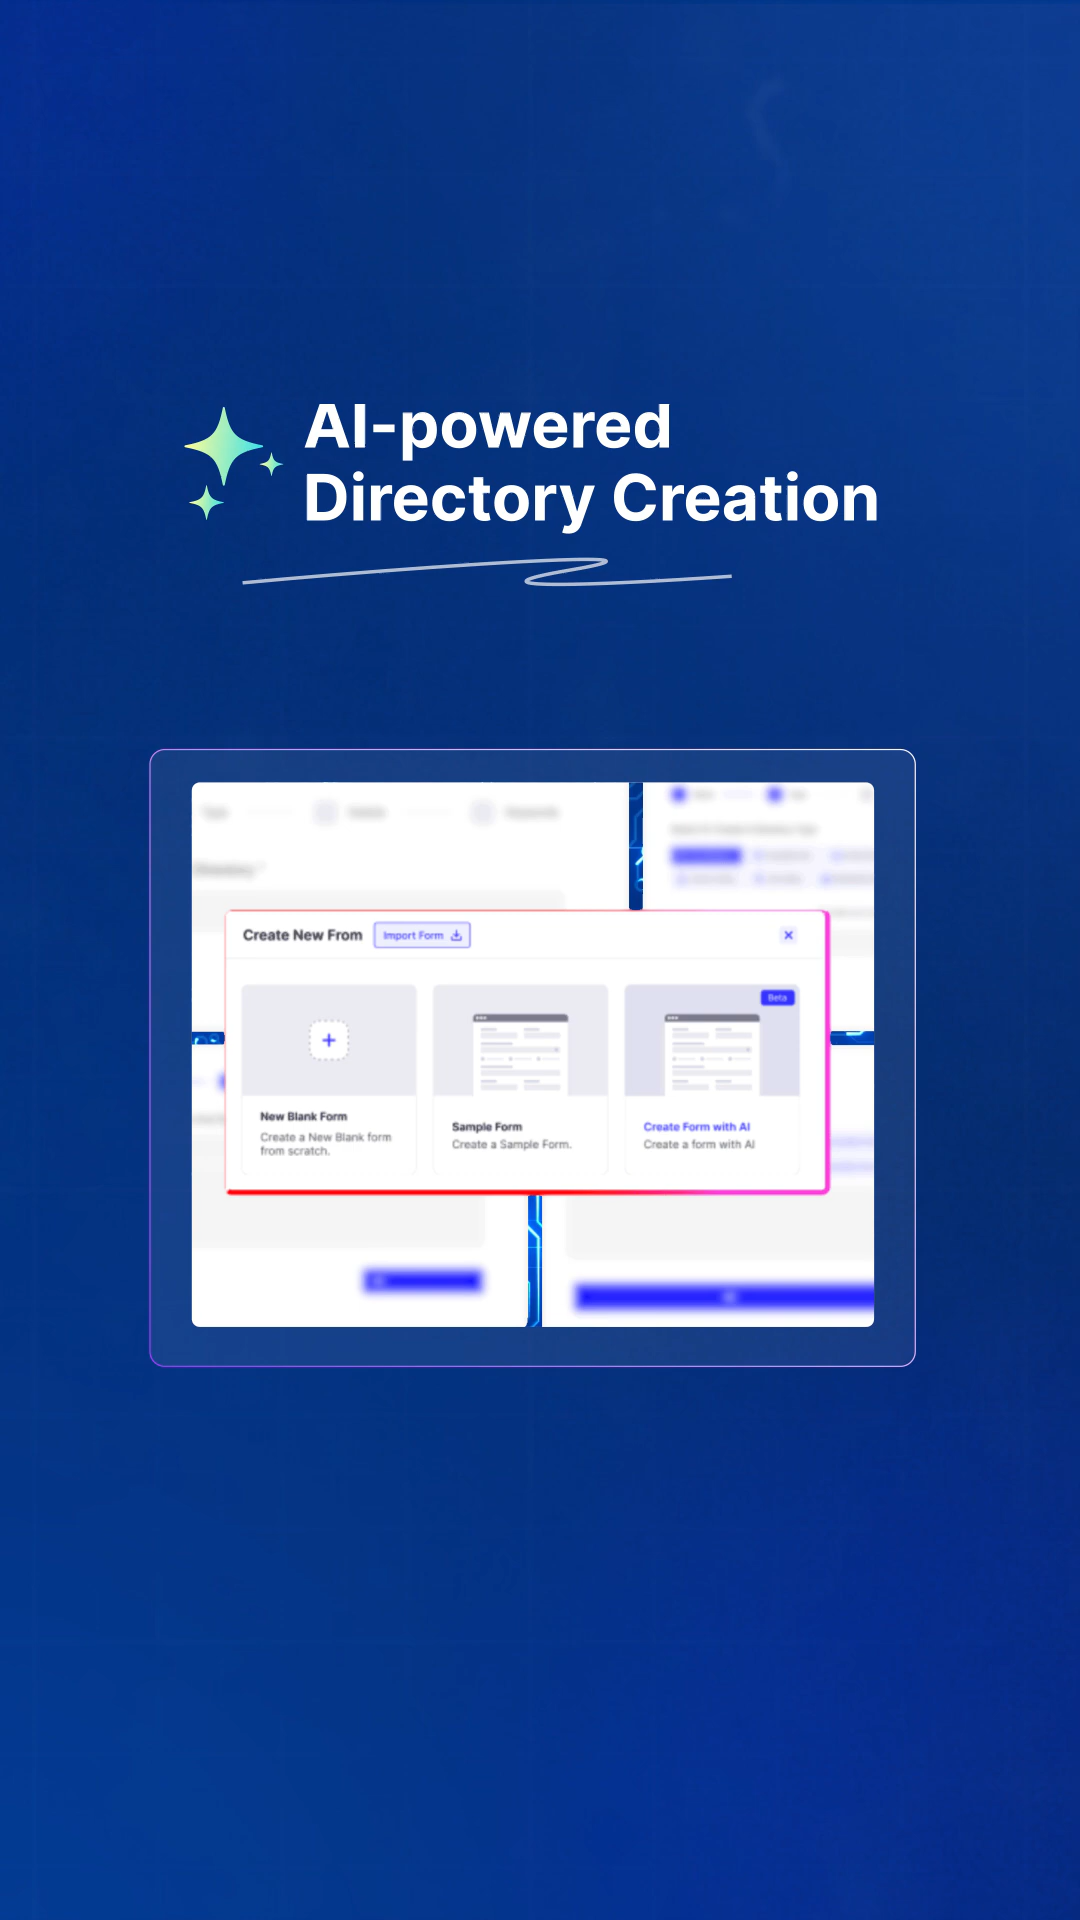 AI-powered
Directory Creation
Create New From
Import Form
Beta
New Blank Form
Create a New Blank form
from scratch.
Sample Form
Create a Sample Form.
Create Form with AI
Create a form with AI